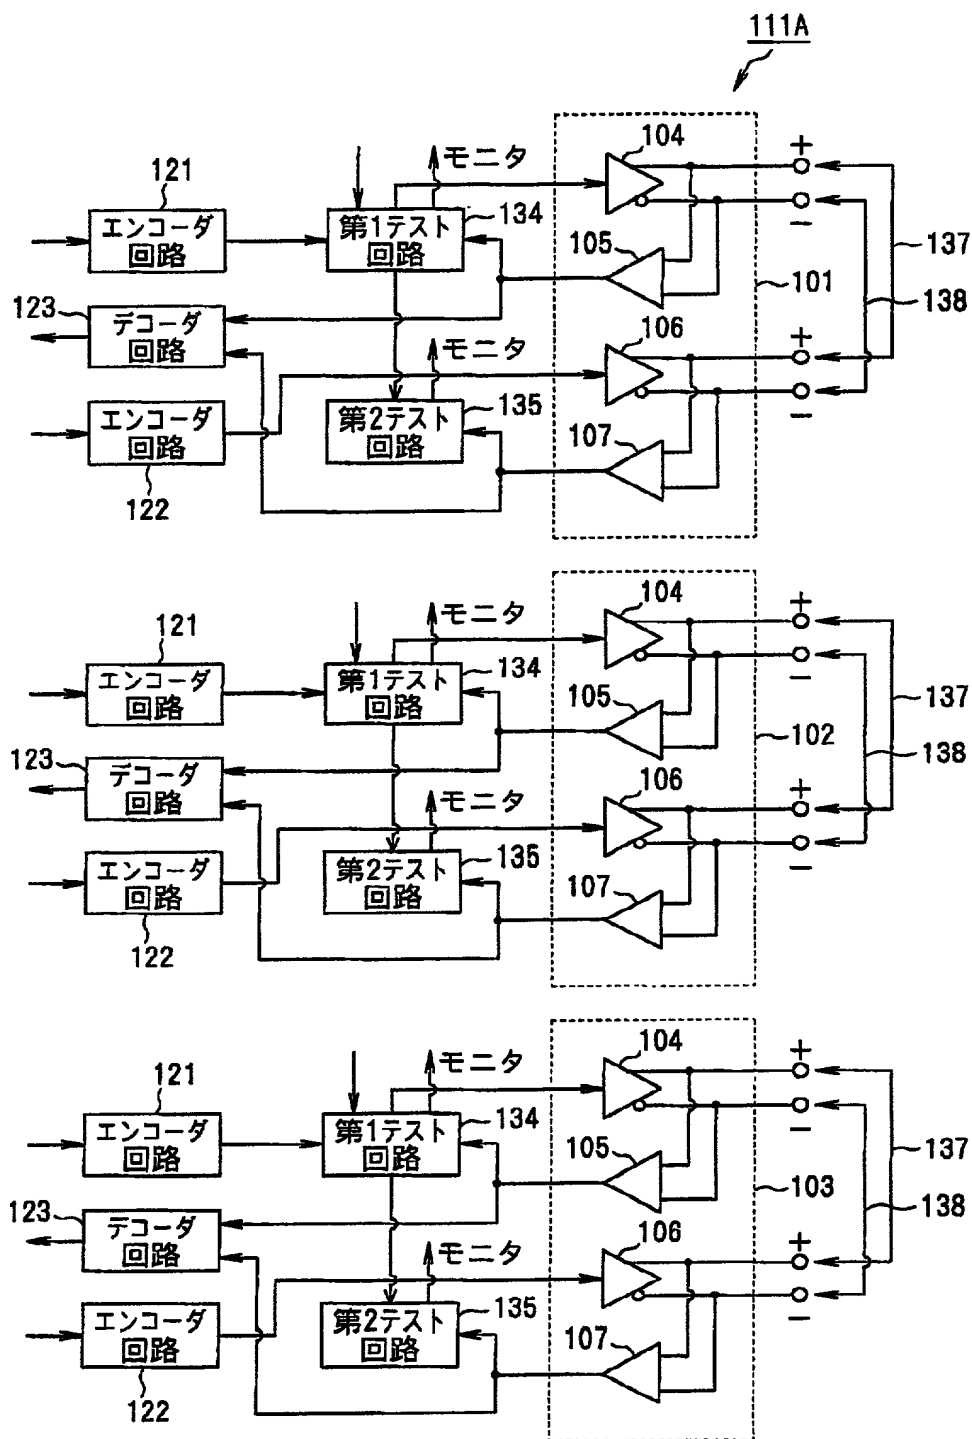 111A
104
+
モニタ
121
134
−
エンコーダ
回路
第1テスト
回路
105
137
101
123
デコーダ
回路
138
106
モニタ
+
エンコーダ
回路
第2テスト
回路
135
−
107
122
104
+
モニタ
121
134
−
エンコーダ
回路
第1テスト
回路
105
137
102
123
デコーダ
回路
138
106
モニタ
+
エンコーダ
回路
第2テスト
回路
135
−
107
122
104
+
モニタ
121
134
−
エンコーダ
回路
第1テスト
回路
105
137
103
123
デコーダ
回路
138
106
モニタ
+
エンコーダ
回路
第2テスト
回路
135
−
107
122